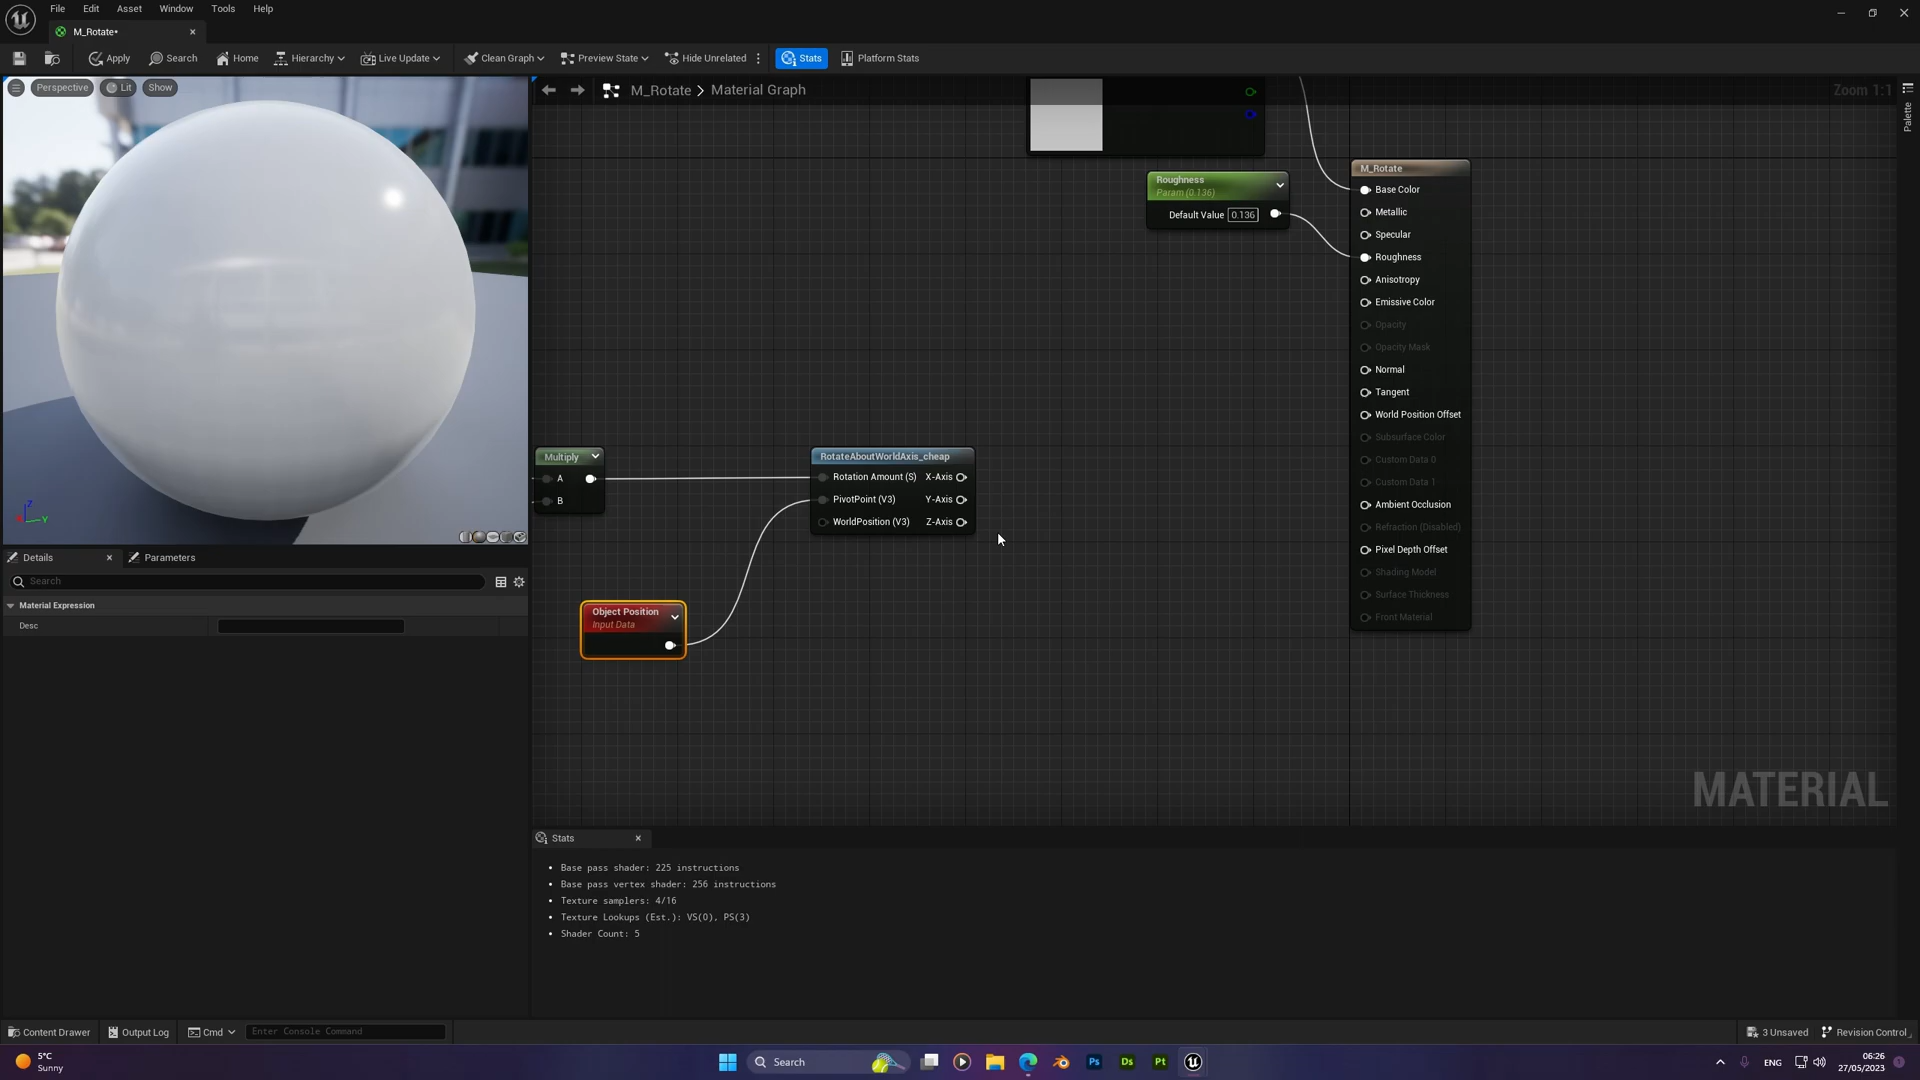 File Edit Asset Window Tools Help
M_Rotate•
Apply Search Home Hierarchy Live Update Clean Graph Preview State Hide Unrelated Stats Platform Stats
Perspective Lit Show
M_Rotate > Material Graph
Zoom 1:1
Palette
Roughness
Param (0.136)
Default Value 0.136
M_Rotate
Base Color
Metallic
Specular
Roughness
Anisotropy
Emissive Color
Opacity
Opacity Mask
Normal
Tangent
World Position Offset
Subsurface Color
Custom Data 0
Custom Data 1
Ambient Occlusion
Refraction (Disabled)
Pixel Depth Offset
Shading Model
Surface Thickness
Front Material
Multiply
A
B
RotateAboutWorldAxis_cheap
Rotation Amount (S) X-Axis
PivotPoint (V3) Y-Axis
WorldPosition (V3) Z-Axis
Object Position
Input Data
MATERIAL
Z
Y
Details Parameters
Search
Material Expression
Desc
Stats
• Base pass shader: 225 instructions
• Base pass vertex shader: 256 instructions
• Texture samplers: 4/16
• Texture Lookups (Est.): VS(0), PS(3)
• Shader Count: 5
Content Drawer Output Log Cmd Enter Console Command 3 Unsaved Revision Control
5°C
Sunny
Search
Ps Ds Pt
ENG
06:26
27/05/2023